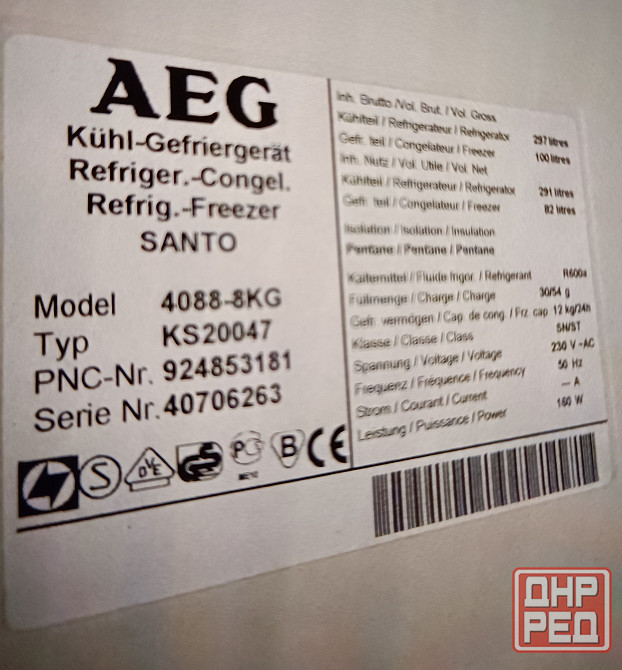 AEG
Kühl-Gefriergerät
Refriger.-Congel.
Refrig.-Freezer
SANTO
Model 4088-8KG
Typ KS20047
PNC-Nr. 924853181
Serie Nr. 40706263
S
DVE
GS
B CE
Inh. Brutto /Vol. Brut. / Vol. Gross
Kühlteil / Refrigerateur / Refrigerator 297 litres
Gefr. teil / Congelateur / Freezer 100 litres
Inh. Nutz / Vol. Utile / Vol. Net
Kühlteil / Refrigerateur / Refrigerator 291 litres
Gefr. teil / Congelateur / Freezer 82 litres
Isolation / Isolation / Insulation
Pentane / Pentane / Pentane
Kältemittel / Fluide frigor. / Refrigerant R600a
Füllmenge / Charge / Charge 30/54 g
Gefr. vermögen / Cap. de cong. / Frz. cap 12 kg/24h
Klasse / Classe / Class SN/ST
Spannung / Voltage / Voltage 230 V ~AC
Frequenz / Fréquence / Frequency 50 Hz
Strom / Courant / Current --- A
Leistung / Puissance / Power 160 W
ДНР
РЕД